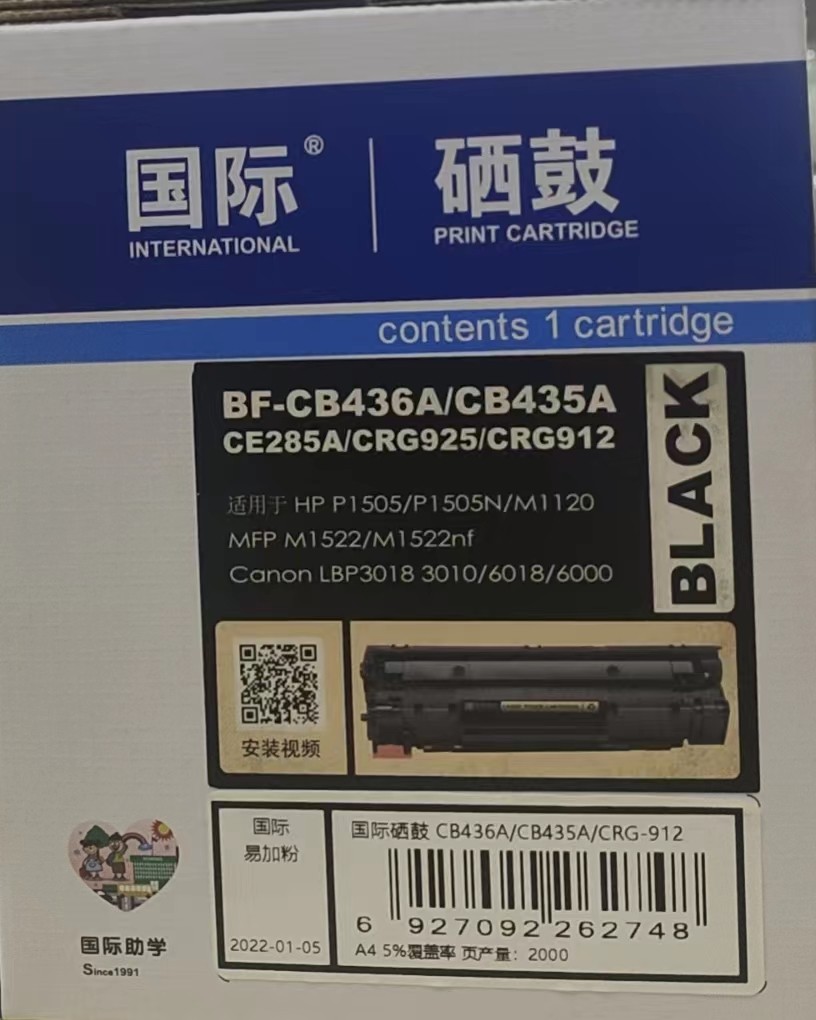 国际®
INTERNATIONAL
硒鼓
PRINT CARTRIDGE
contents 1 cartridge
BF-CB436A/CB435A
CE285A/CRG925/CRG912
BLACK
适用于 HP P1505/P1505N/M1120
MFP M1522/M1522nf
Canon LBP3018 3010/6018/6000
安装视频
国际
易加粉
2022-01-05
国际硒鼓 CB436A/CB435A/CRG-912
6 927092 262748
A4 5%覆盖率 页产量：2000
国际助学
Since1991